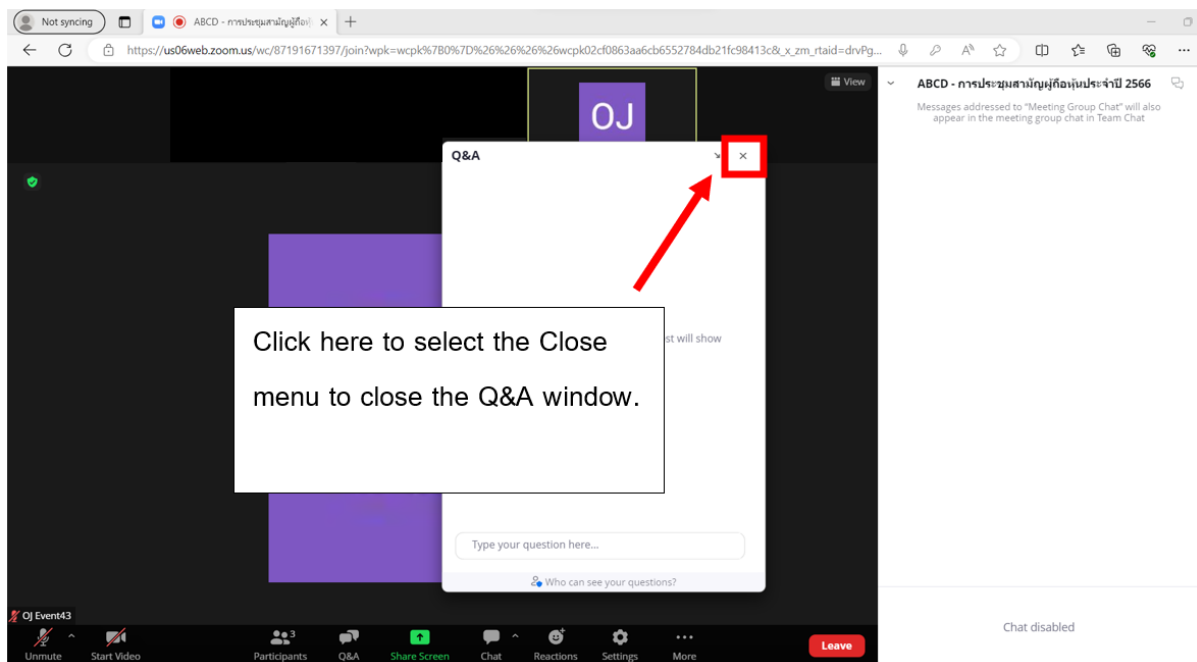 Not syncing
ABCD - การประชุมสามัญผู้ถือหุ้
https://us06web.zoom.us/wc/87191671397/join?wpk=wcpk%7B0%7D%26%26%26%26wcpk02cf0863aa6cb6552784db21fc98413c&_x_zm_rtaid=drvPg...
View
ABCD - การประชุมสามัญผู้ถือหุ้นประจำปี 2566
Messages addressed to "Meeting Group Chat" will also
appear in the meeting group chat in Team Chat
OJ
Q&A
st will show
Click here to select the Close
menu to close the Q&A window.
Type your question here...
Who can see your questions?
Chat disabled
OJ Event43
Unmute
Start Video
3
Participants
Q&A
Share Screen
Chat
Reactions
Settings
More
Leave